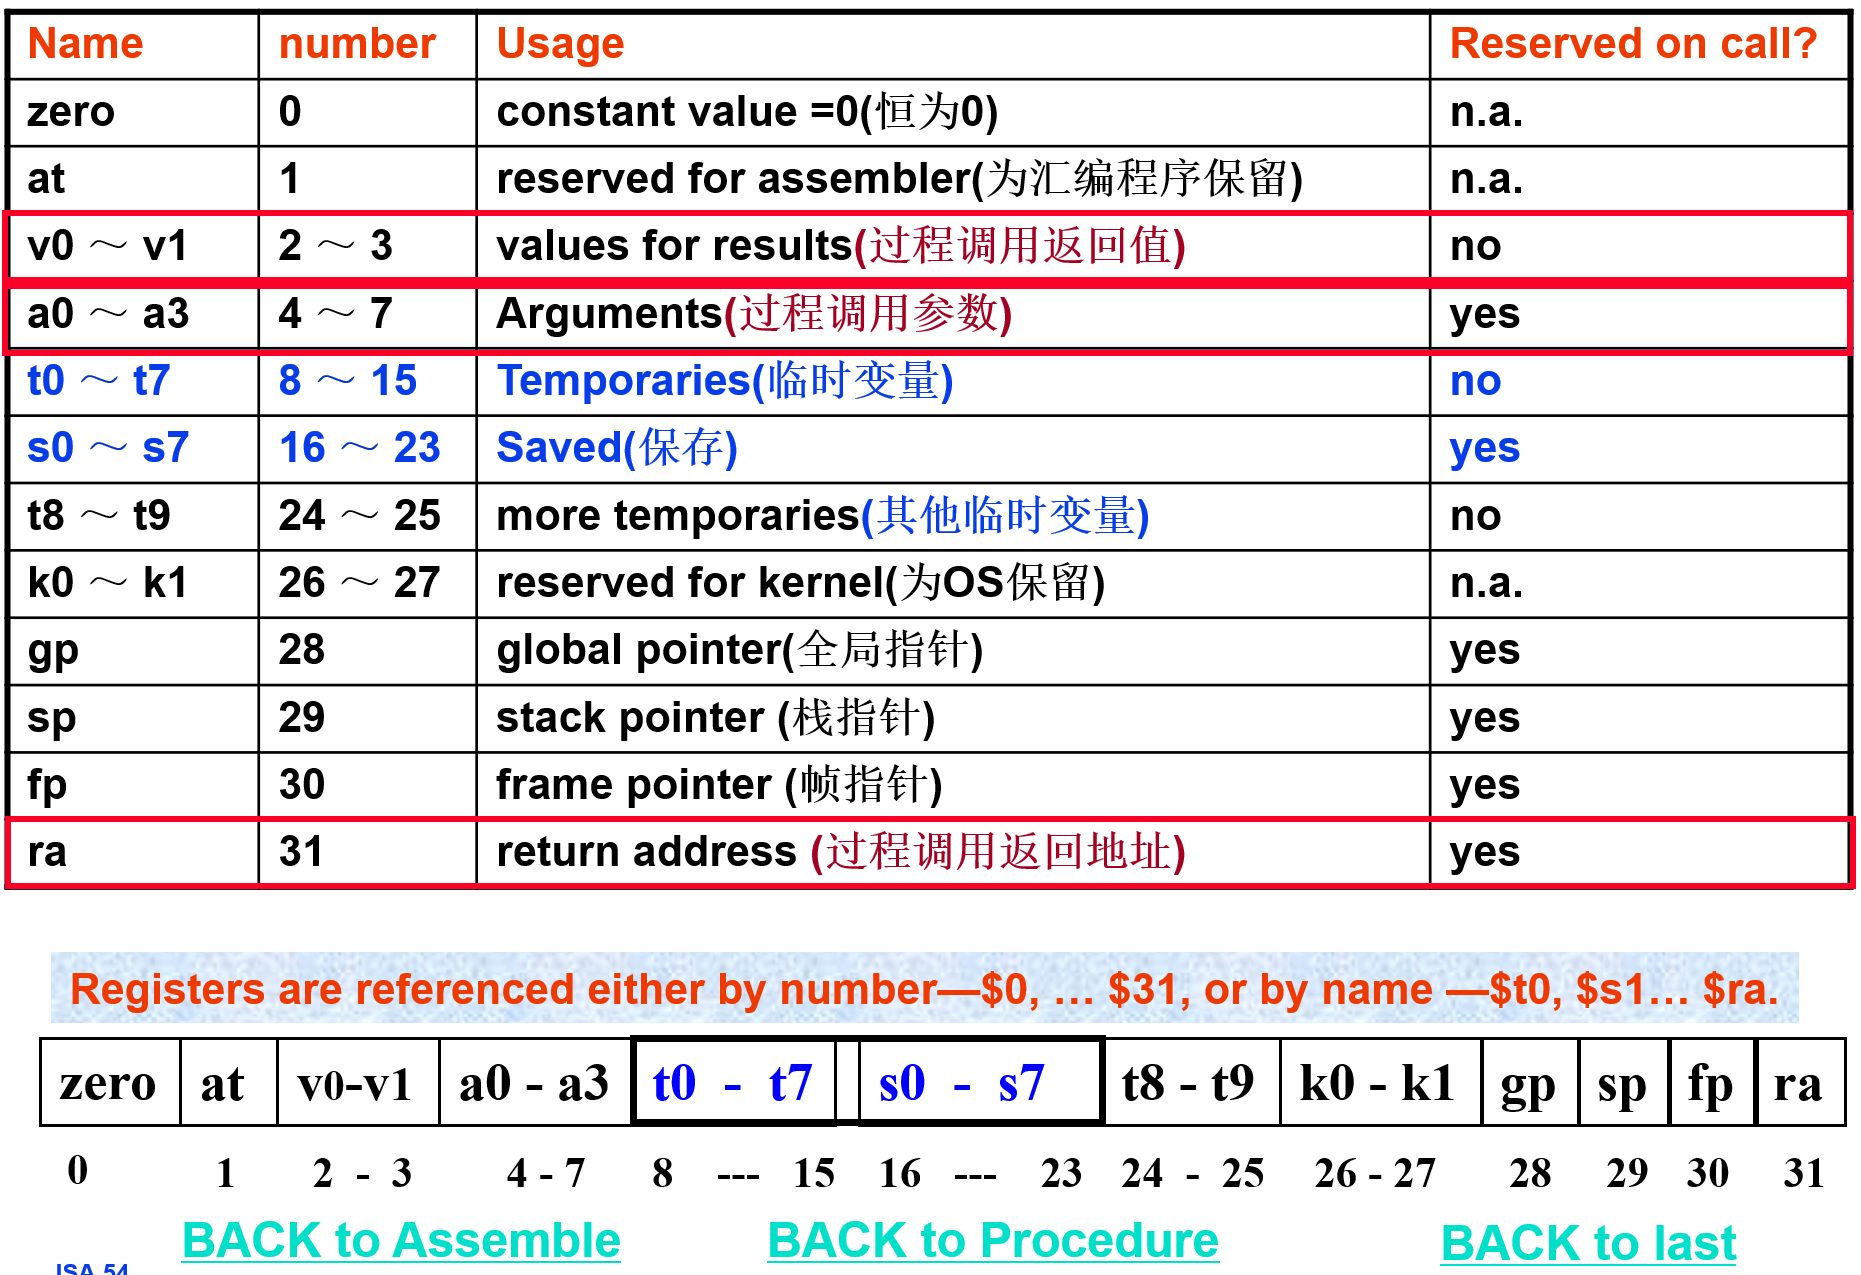 Name number Usage Reserved on call?
zero 0 constant value =0(恒为0) n.a.
at 1 reserved for assembler(为汇编程序保留) n.a.
v0 ～ v1 2 ～ 3 values for results(过程调用返回值) no
a0 ～ a3 4 ～ 7 Arguments(过程调用参数) yes
t0 ～ t7 8 ～ 15 Temporaries(临时变量) no
s0 ～ s7 16 ～ 23 Saved(保存) yes
t8 ～ t9 24 ～ 25 more temporaries(其他临时变量) no
k0 ～ k1 26 ～ 27 reserved for kernel(为OS保留) n.a.
gp 28 global pointer(全局指针) yes
sp 29 stack pointer (栈指针) yes
fp 30 frame pointer (帧指针) yes
ra 31 return address (过程调用返回地址) yes
Registers are referenced either by number—$0, … $31, or by name —$t0, $s1… $ra.
zero at v0-v1 a0 - a3 t0 - t7 s0 - s7 t8 - t9 k0 - k1 gp sp fp ra
0 1 2 - 3 4 - 7 8 --- 15 16 --- 23 24 - 25 26 - 27 28 29 30 31
BACK to Assemble BACK to Procedure BACK to last
ISA.54